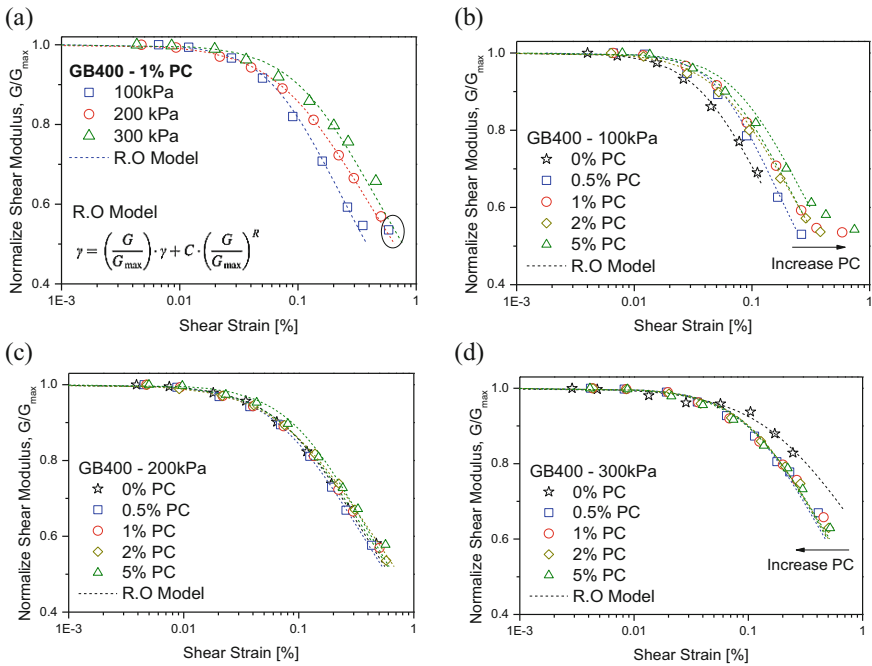 (a)
Normalize Shear Modulus, G/Gmax
1.0
0.8
0.6
0.4
GB400 - 1% PC
100kPa
200 kPa
300 kPa
R.O Model
R.O Model
γ = (G/Gmax) · γ + C · (G/Gmax)^R
1E-3
0.01
0.1
1
Shear Strain [%]
(b)
Normalize Shear Modulus, G/Gmax
1.0
0.8
0.6
0.4
GB400 - 100kPa
0% PC
0.5% PC
1% PC
2% PC
5% PC
R.O Model
Increase PC
1E-3
0.01
0.1
1
Shear Strain [%]
(c)
Normalize Shear Modulus, G/Gmax
1.0
0.8
0.6
0.4
GB400 - 200kPa
0% PC
0.5% PC
1% PC
2% PC
5% PC
R.O Model
1E-3
0.01
0.1
1
Shear Strain [%]
(d)
Normalize Shear Modulus, G/Gmax
1.0
0.8
0.6
0.4
GB400 - 300kPa
0% PC
0.5% PC
1% PC
2% PC
5% PC
R.O Model
Increase PC
1E-3
0.01
0.1
1
Shear Strain [%]